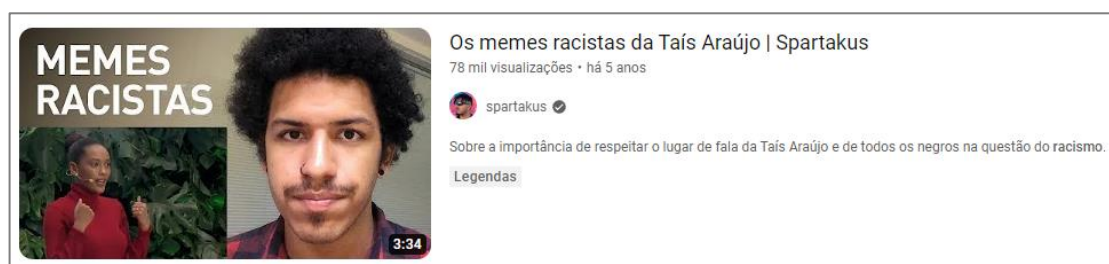 MEMES
RACISTAS
3:34
Os memes racistas da Taís Araújo | Spartakus
78 mil visualizações • há 5 anos
spartakus
Sobre a importância de respeitar o lugar de fala da Taís Araújo e de todos os negros na questão do racismo.
Legendas